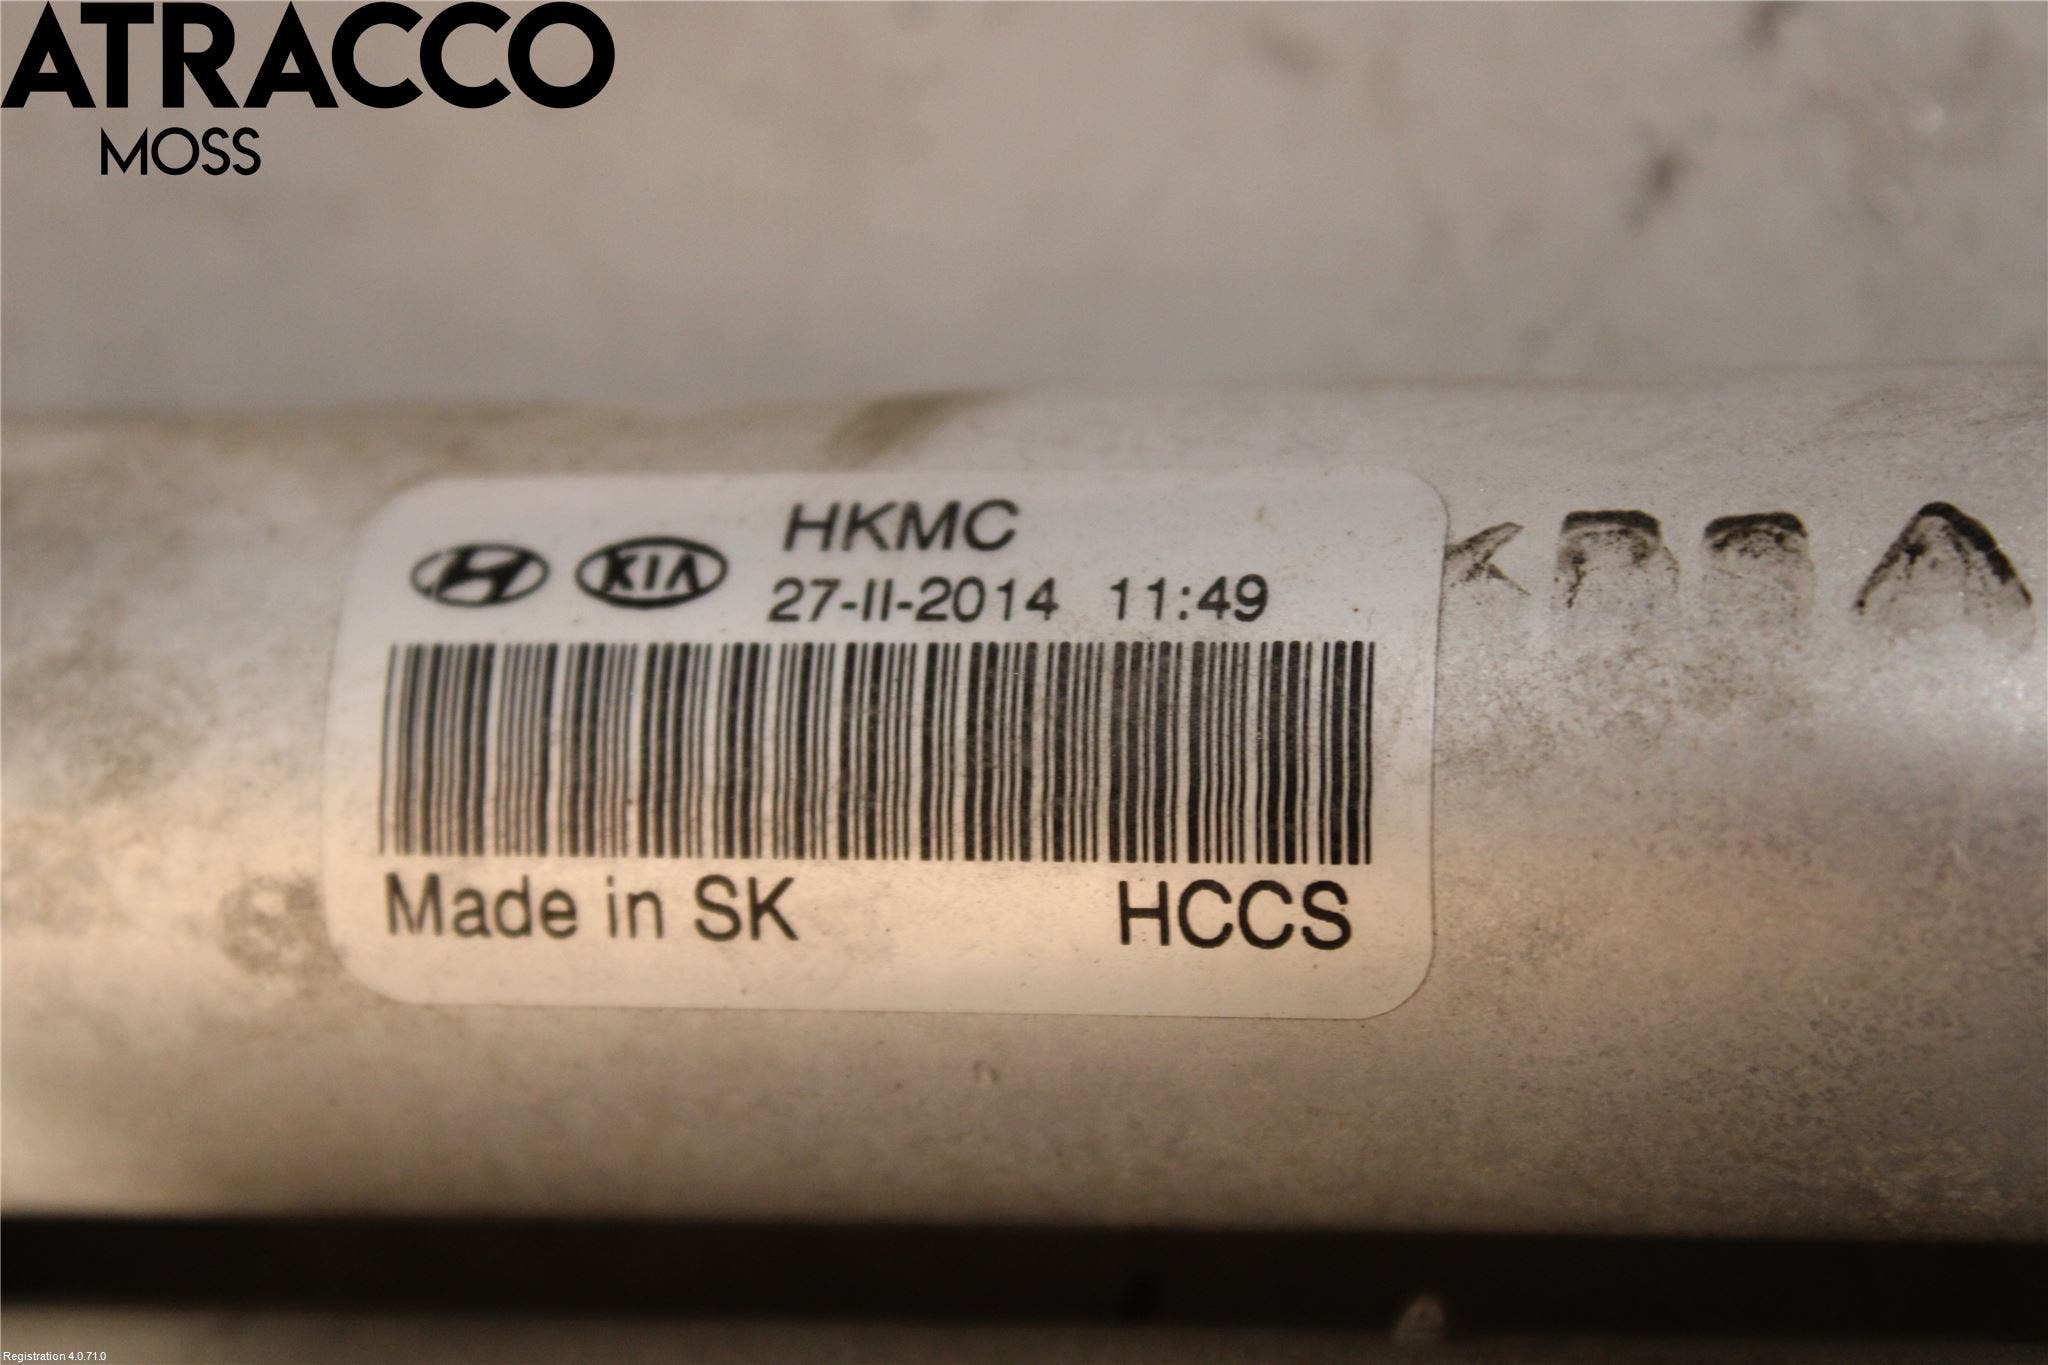 ATRACCO
MOSS
HKMC
KIA
27-II-2014 11:49
Made in SK
HCCS
Registration 4.0.71.0